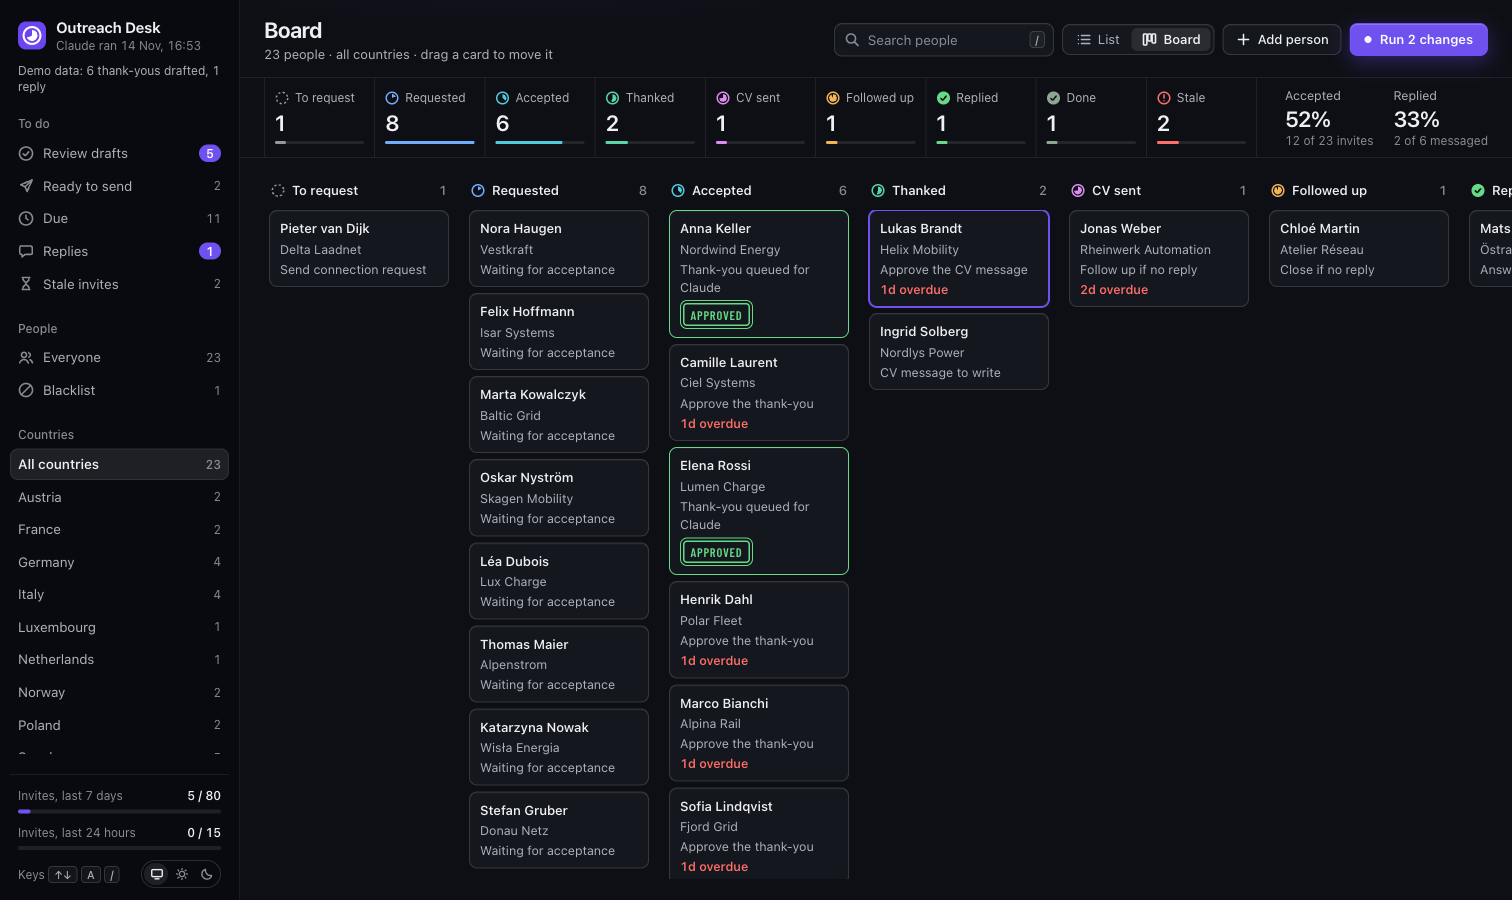 Outreach Desk
Claude ran 14 Nov, 16:53
Demo data: 6 thank-yous drafted, 1
reply
To do
Review drafts 5
Ready to send 2
Due 11
Replies 1
Stale invites 2
People
Everyone 23
Blacklist 1
Countries
All countries 23
Austria 2
France 2
Germany 4
Italy 4
Luxembourg 1
Netherlands 1
Norway 2
Poland 2
Invites, last 7 days 5 / 80
Invites, last 24 hours 0 / 15
Keys ↑↓ A /
Board
23 people · all countries · drag a card to move it
Search people /
List
Board
Add person
Run 2 changes
To request
1
Requested
8
Accepted
6
Thanked
2
CV sent
1
Followed up
1
Replied
1
Done
1
Stale
2
Accepted
52%
12 of 23 invites
Replied
33%
2 of 6 messaged
To request 1
Pieter van Dijk
Delta Laadnet
Send connection request
Requested 8
Nora Haugen
Vestkraft
Waiting for acceptance
Felix Hoffmann
Isar Systems
Waiting for acceptance
Marta Kowalczyk
Baltic Grid
Waiting for acceptance
Oskar Nyström
Skagen Mobility
Waiting for acceptance
Léa Dubois
Lux Charge
Waiting for acceptance
Thomas Maier
Alpenstrom
Waiting for acceptance
Katarzyna Nowak
Wisła Energia
Waiting for acceptance
Stefan Gruber
Donau Netz
Waiting for acceptance
Accepted 6
Anna Keller
Nordwind Energy
Thank-you queued for
Claude
APPROVED
Camille Laurent
Ciel Systems
Approve the thank-you
1d overdue
Elena Rossi
Lumen Charge
Thank-you queued for
Claude
APPROVED
Henrik Dahl
Polar Fleet
Approve the thank-you
1d overdue
Marco Bianchi
Alpina Rail
Approve the thank-you
1d overdue
Sofia Lindqvist
Fjord Grid
Approve the thank-you
1d overdue
Thanked 2
Lukas Brandt
Helix Mobility
Approve the CV message
1d overdue
Ingrid Solberg
Nordlys Power
CV message to write
CV sent 1
Jonas Weber
Rheinwerk Automation
Follow up if no reply
2d overdue
Followed up 1
Chloé Martin
Atelier Réseau
Close if no reply
Rep
Mats
Östra
Answ